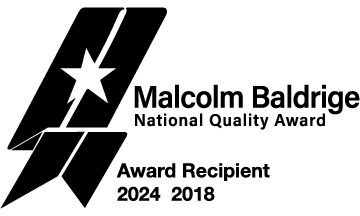 Malcolm Baldrige
National Quality Award
Award Recipient
2024 2018